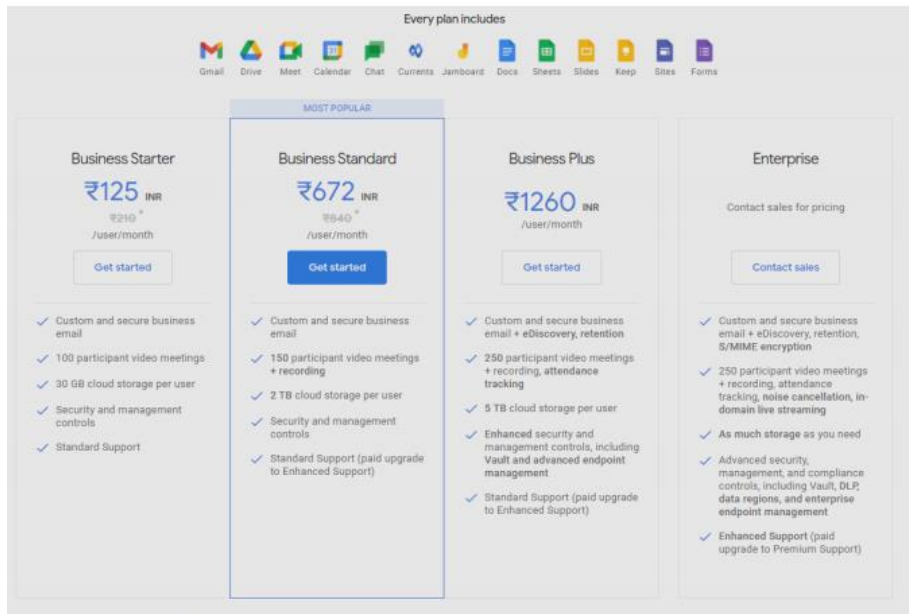 Every plan includes
Gmail Drive Meet Calendar Chat Currents Jamboard Docs Sheets Slides Keep Sites Forms
MOST POPULAR
Business Starter
₹125 INR
₹210 *
/user/month
Get started
Custom and secure business
email
100 participant video meetings
30 GB cloud storage per user
Security and management
controls
Standard Support
Business Standard
₹672 INR
₹840 *
/user/month
Get started
Custom and secure business
email
150 participant video meetings
+ recording
2 TB cloud storage per user
Security and management
controls
Standard Support (paid upgrade
to Enhanced Support)
Business Plus
₹1260 INR
/user/month
Get started
Custom and secure business
email + eDiscovery, retention
250 participant video meetings
+ recording, attendance
tracking
5 TB cloud storage per user
Enhanced security and
management controls, including
Vault and advanced endpoint
management
Standard Support (paid upgrade
to Enhanced Support)
Enterprise
Contact sales for pricing
Contact sales
Custom and secure business
email + eDiscovery, retention,
S/MIME encryption
250 participant video meetings
+ recording, attendance
tracking, noise cancellation, in-
domain live streaming
As much storage as you need
Advanced security,
management, and compliance
controls, including Vault, DLP,
data regions, and enterprise
endpoint management
Enhanced Support (paid
upgrade to Premium Support)